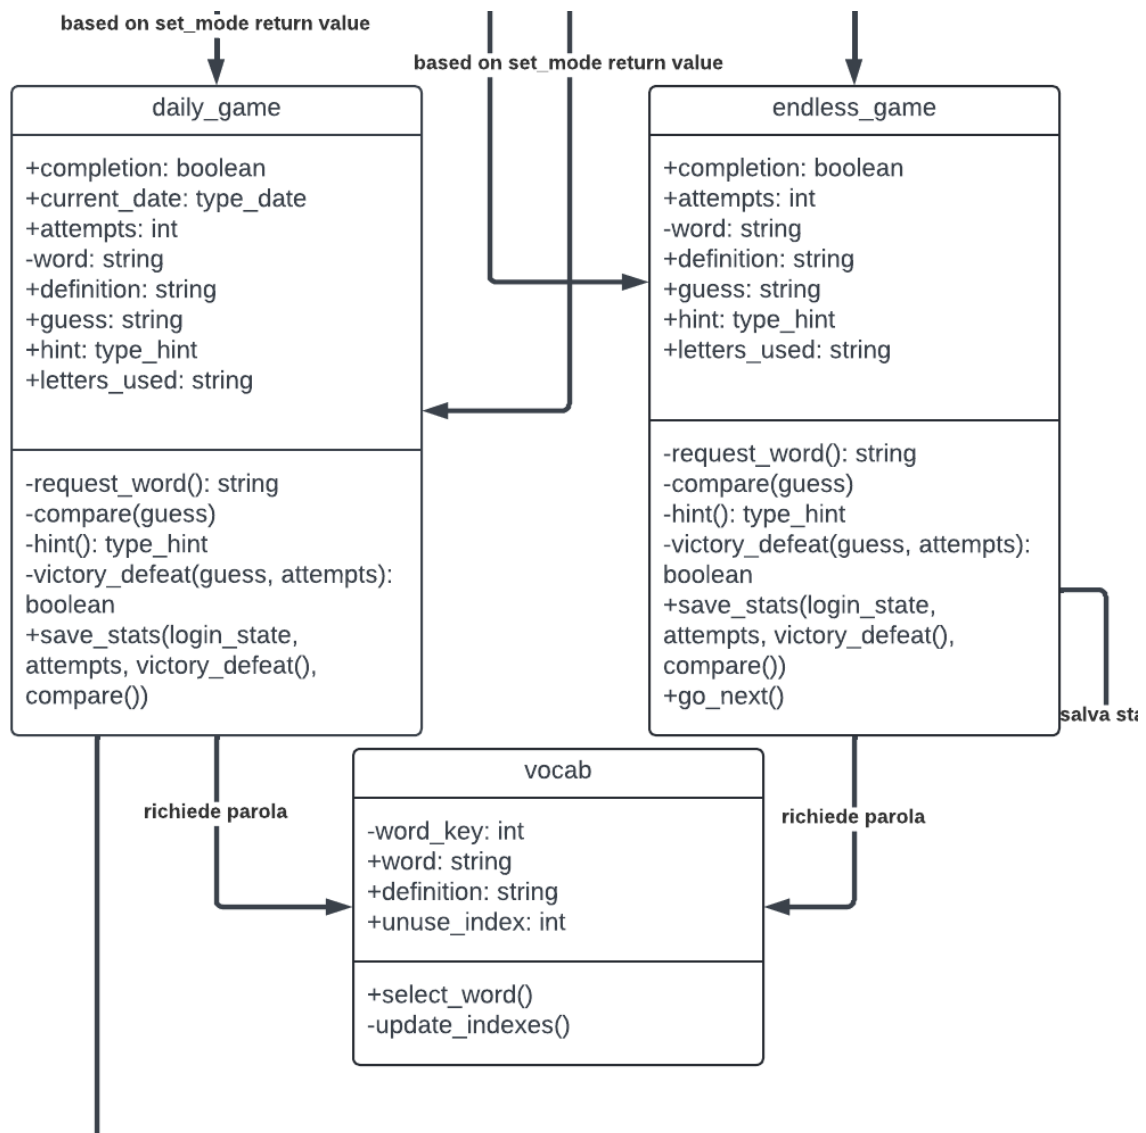 based on set_mode return value
based on set_mode return value
daily_game
+completion: boolean
+current_date: type_date
+attempts: int
-word: string
+definition: string
+guess: string
+hint: type_hint
+letters_used: string
-request_word(): string
-compare(guess)
-hint(): type_hint
-victory_defeat(guess, attempts):
boolean
+save_stats(login_state,
attempts, victory_defeat(),
compare())
endless_game
+completion: boolean
+attempts: int
-word: string
+definition: string
+guess: string
+hint: type_hint
+letters_used: string
-request_word(): string
-compare(guess)
-hint(): type_hint
-victory_defeat(guess, attempts):
boolean
+save_stats(login_state,
attempts, victory_defeat(),
compare())
+go_next()
salva sta
richiede parola
richiede parola
vocab
-word_key: int
+word: string
+definition: string
+unuse_index: int
+select_word()
-update_indexes()